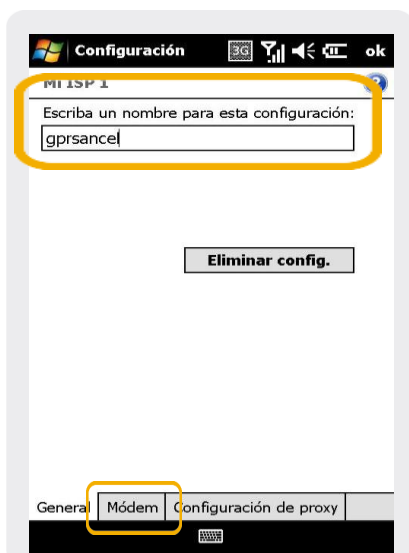 Configuración 3G ok
Mi ISP 1 ?
Escriba un nombre para esta configuración:
gprsancel
Eliminar config.
General Módem Configuración de proxy